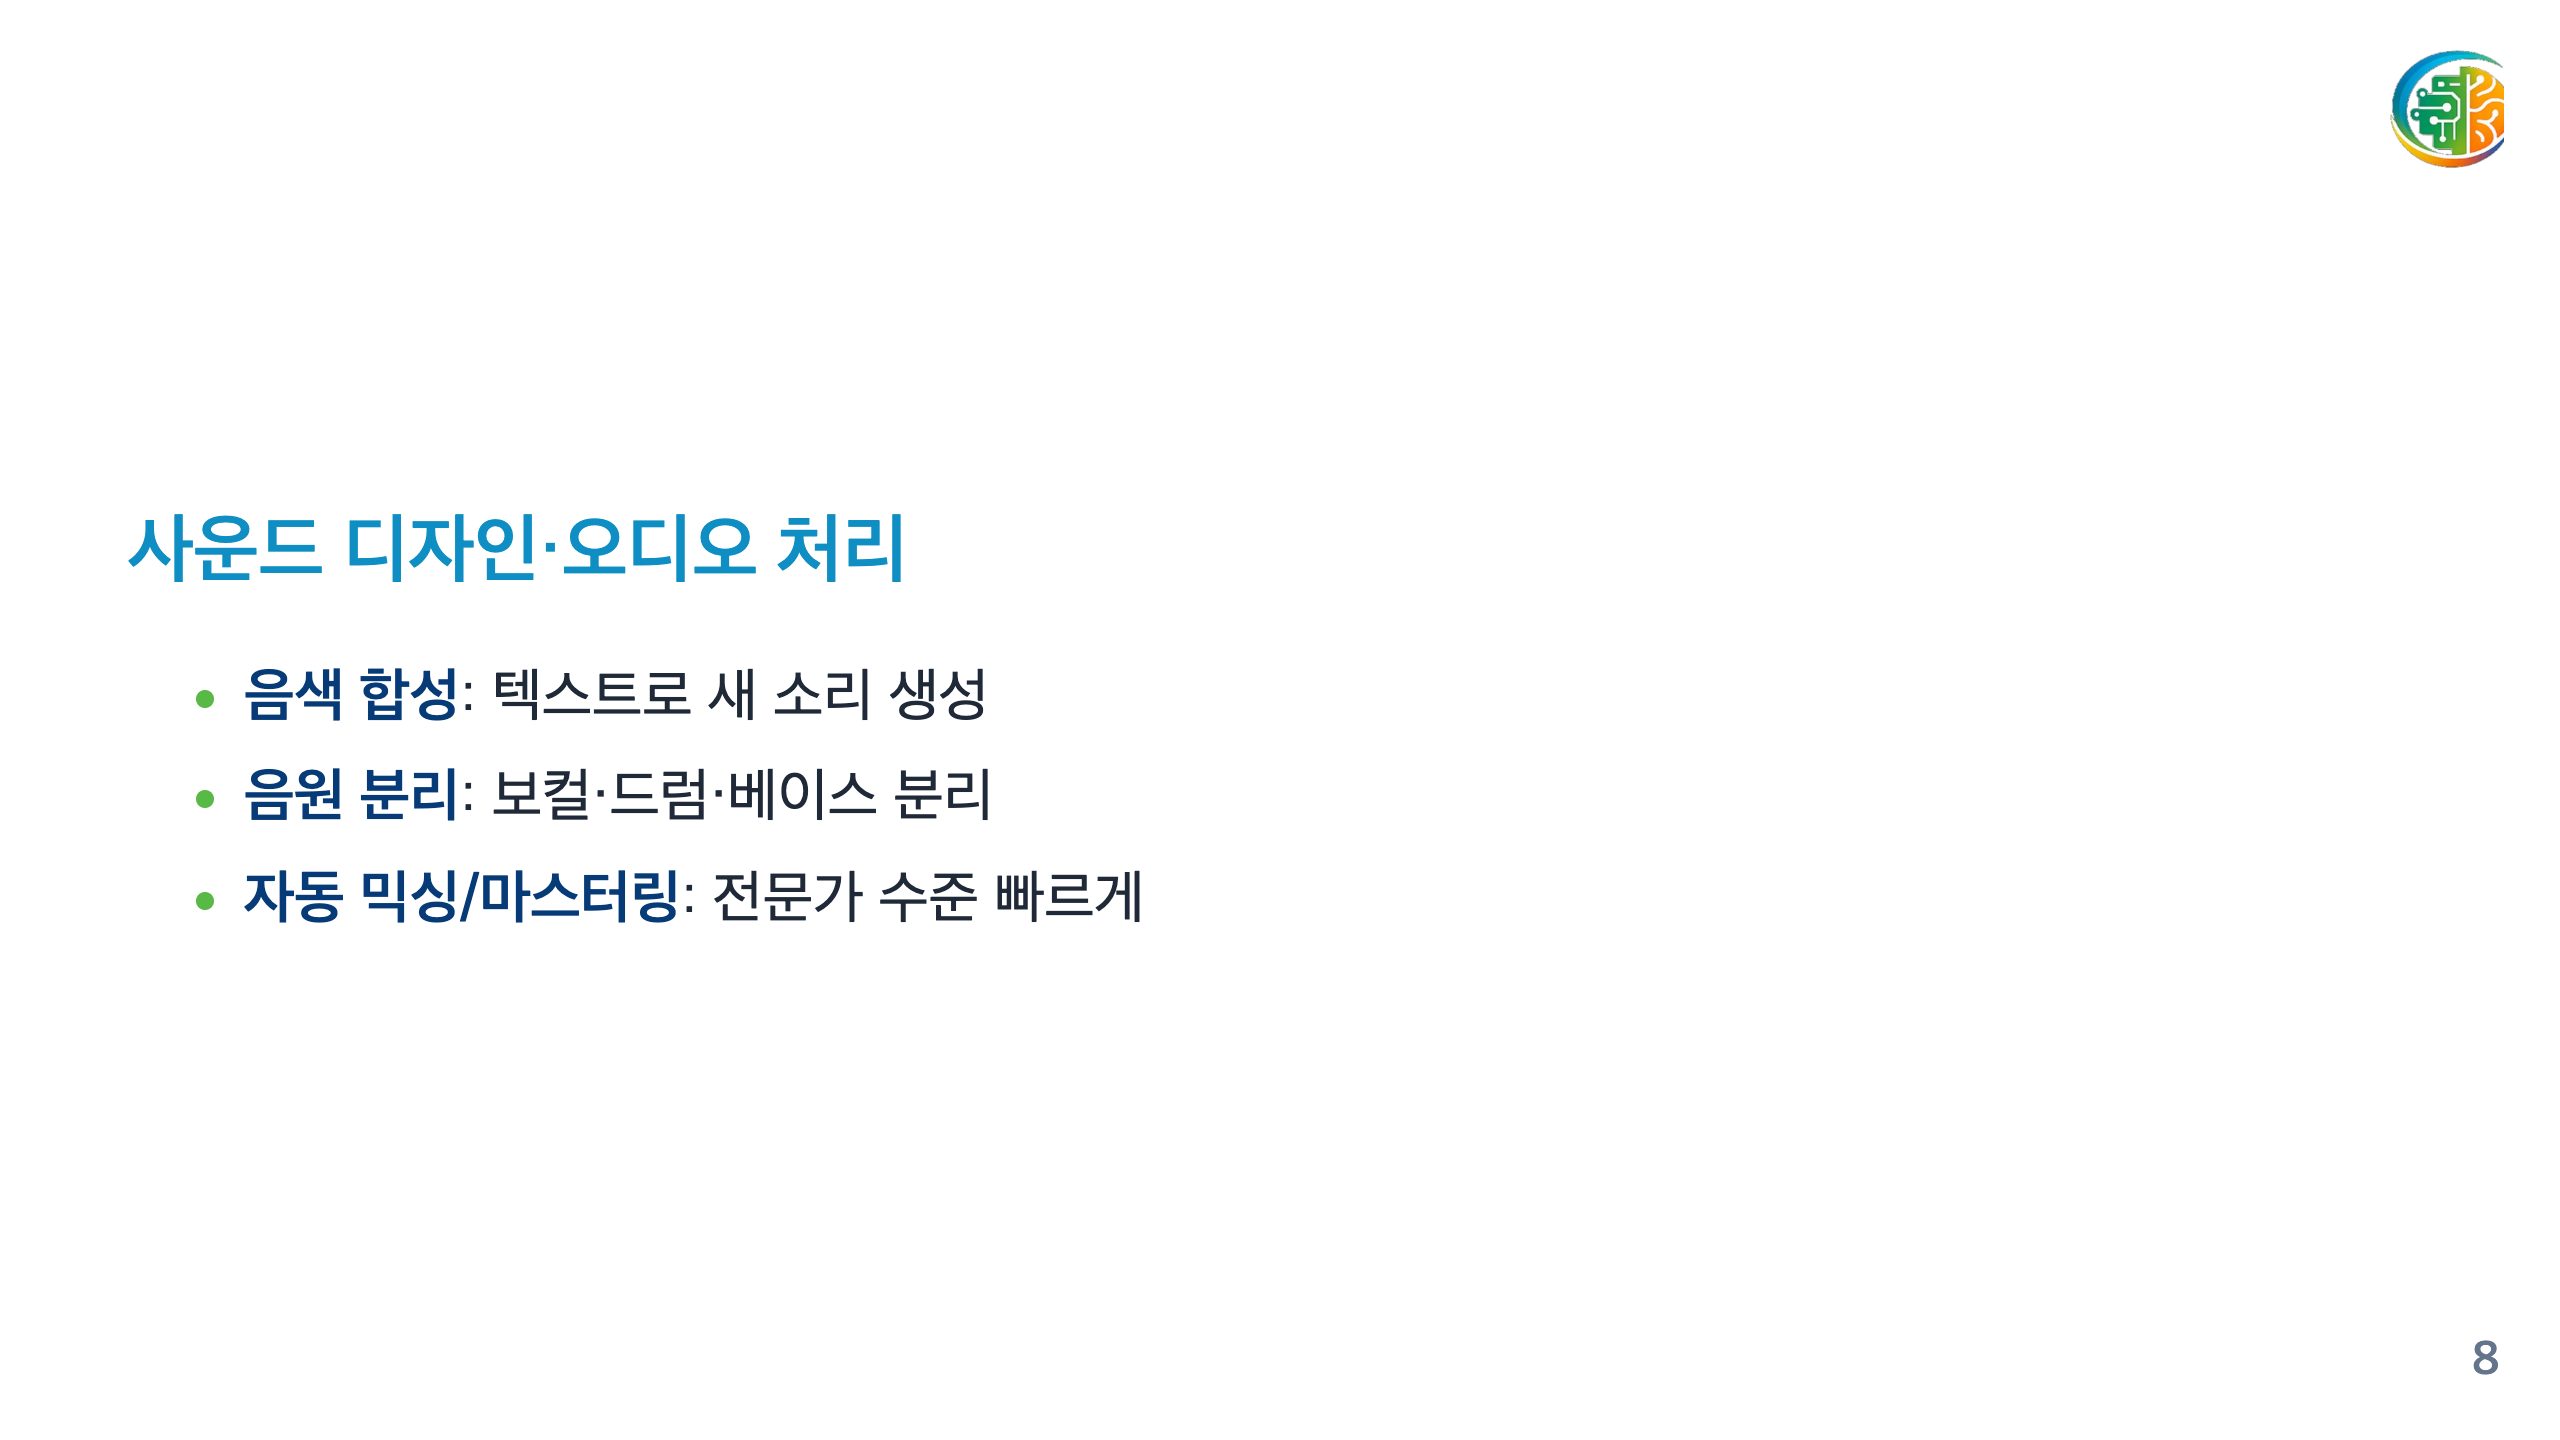 사운드 디자인·오디오 처리
• 음색 합성: 텍스트로 새 소리 생성
• 음원 분리: 보컬·드럼·베이스 분리
• 자동 믹싱/마스터링: 전문가 수준 빠르게
8